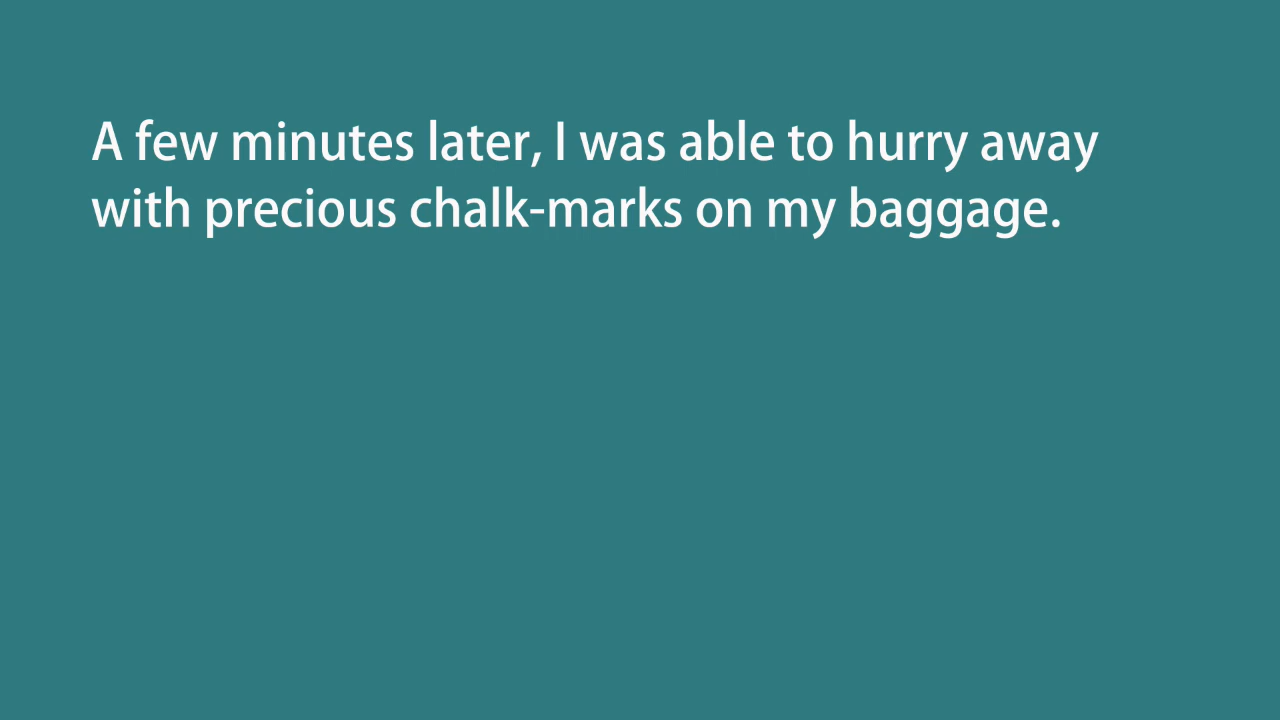 A few minutes later, I was able to hurry away
with precious chalk-marks on my baggage.